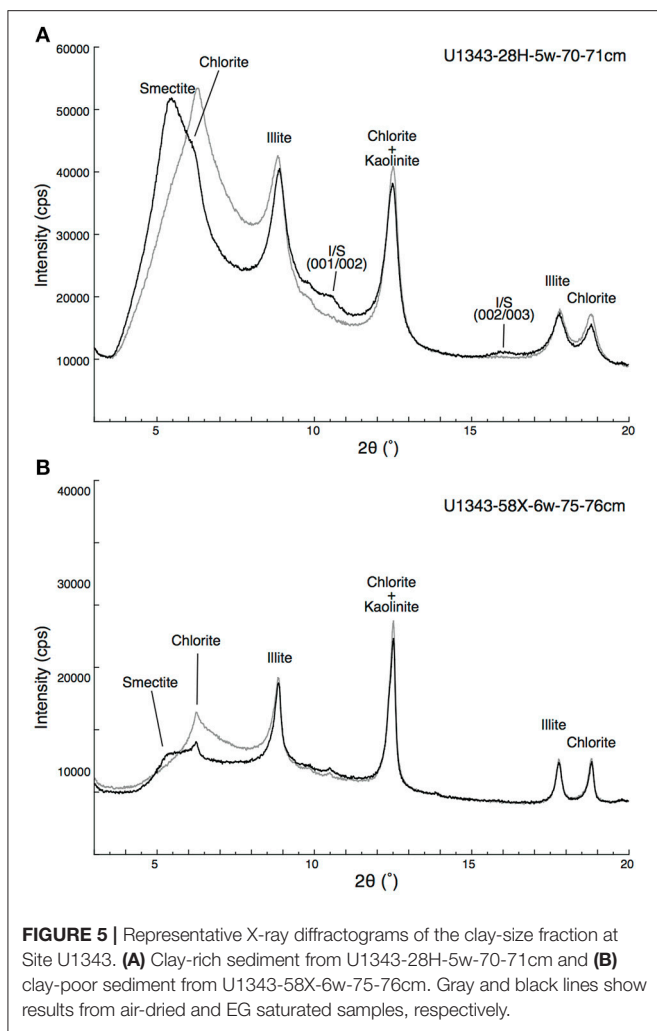 A
60000
U1343-28H-5w-70-71cm
Chlorite
Smectite
50000
Illite
Chlorite
+
Kaolinite
40000
Intensity (cps)
30000
I/S
(001/002)
20000
I/S
(002/003)
Illite
Chlorite
10000
5
10
15
20
2θ (˚)
B
40000
U1343-58X-6w-75-76cm
30000
Chlorite
+
Kaolinite
Intensity (cps)
Chlorite
Illite
20000
Smectite
Illite
Chlorite
10000
5
10
15
20
2θ (˚)
FIGURE 5 | Representative X-ray diffractograms of the clay-size fraction at
Site U1343. (A) Clay-rich sediment from U1343-28H-5w-70-71cm and (B)
clay-poor sediment from U1343-58X-6w-75-76cm. Gray and black lines show
results from air-dried and EG saturated samples, respectively.